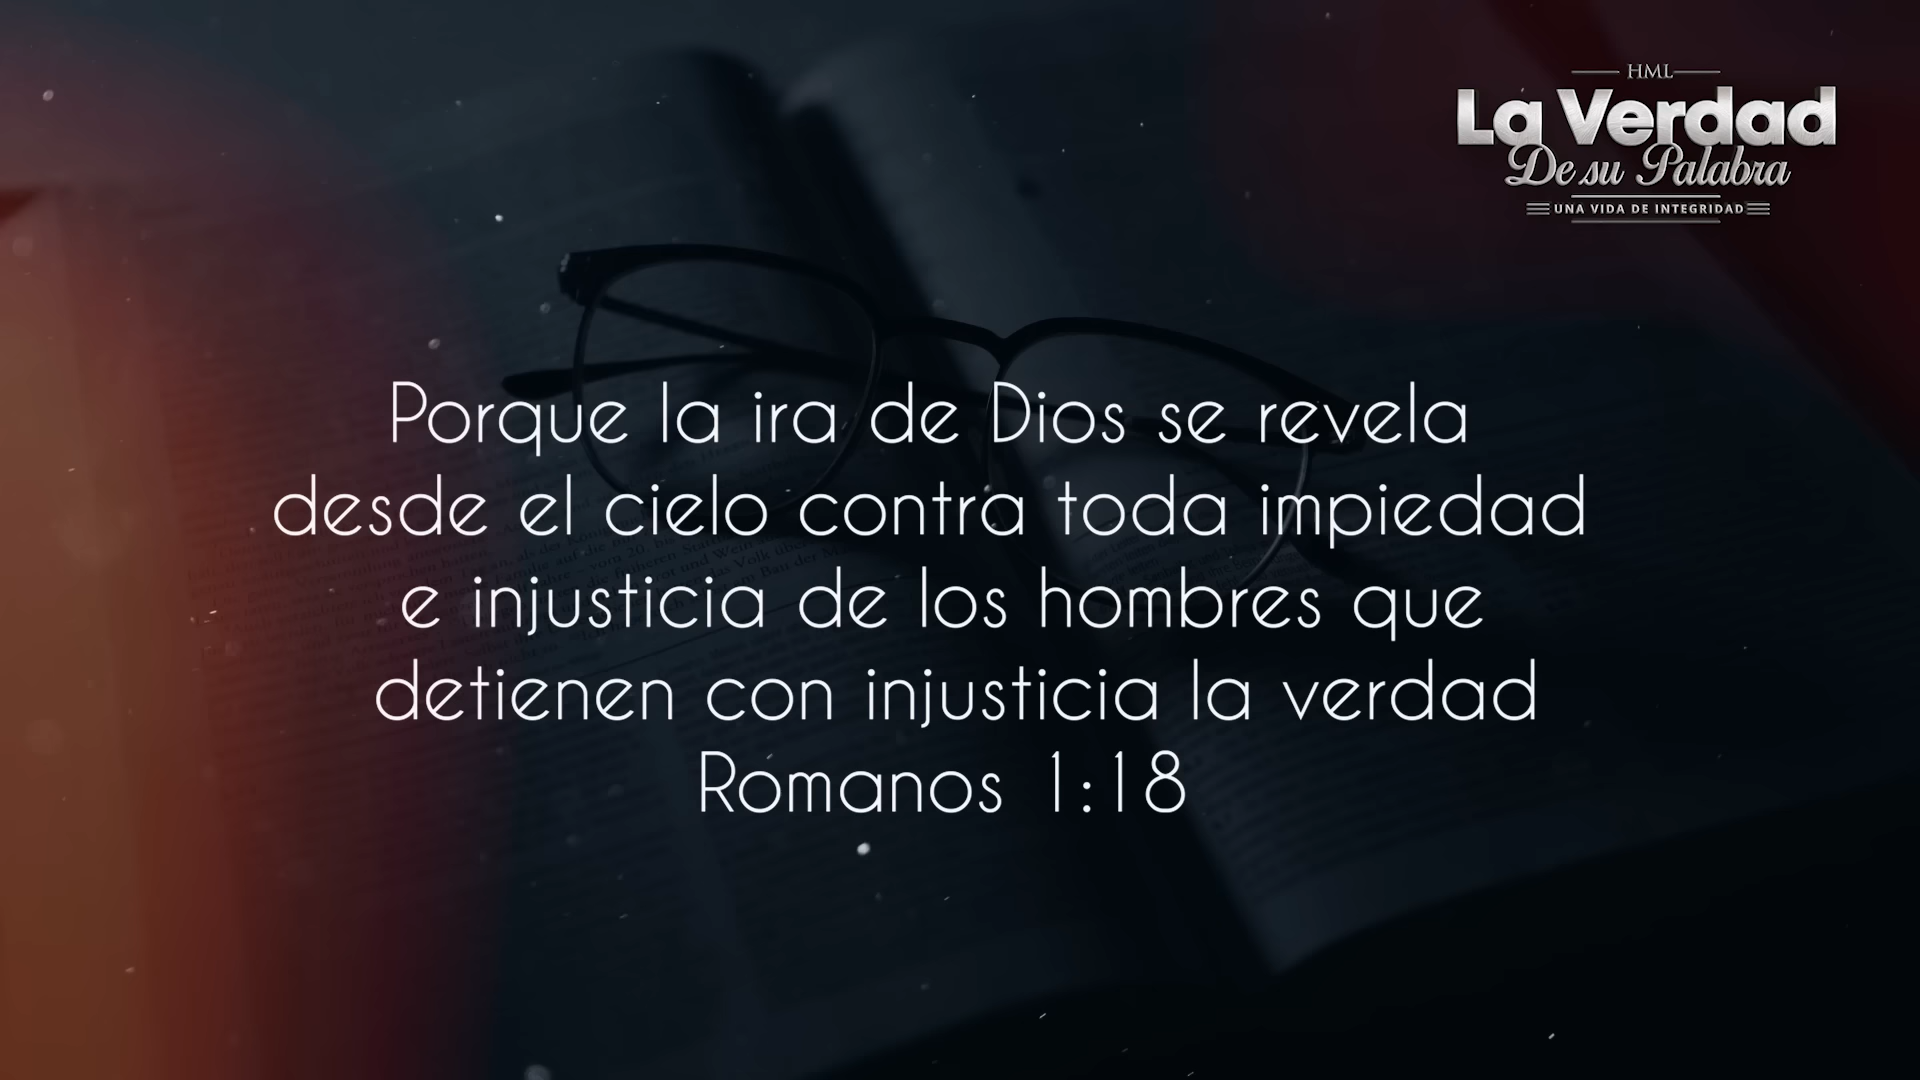 HML
La Verdad
De su Palabra
UNA VIDA DE INTEGRIDAD
Porque la ira de Dios se revela
desde el cielo contra toda impiedad
e injusticia de los hombres que
detienen con injusticia la verdad
Romanos 1:18